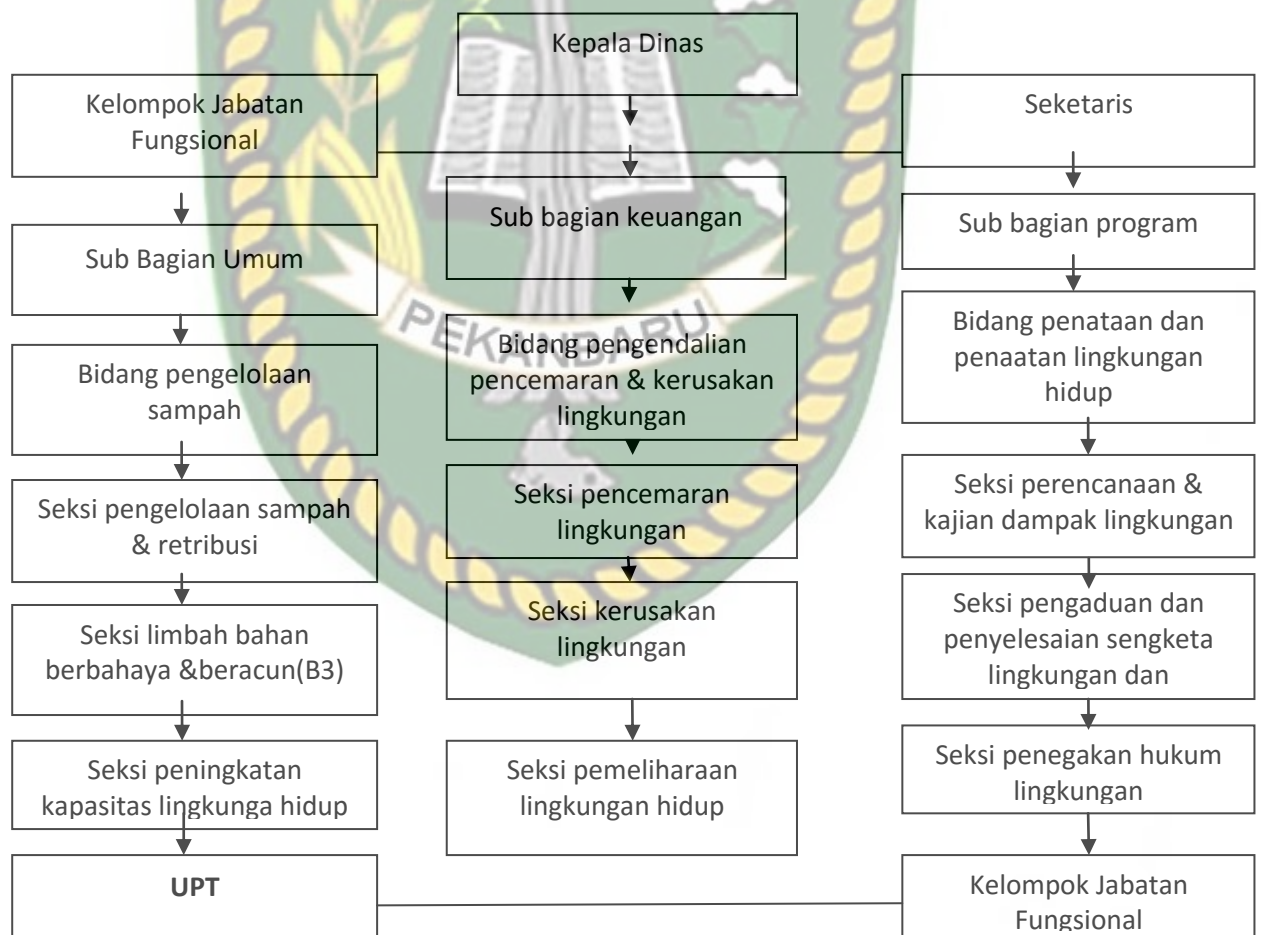 Kepala Dinas
Kelompok Jabatan
Fungsional
Seketaris
Sub bagian keuangan
Sub bagian program
Sub Bagian Umum
PEKANBARU
Bidang pengelolaan
sampah
Bidang pengendalian
pencemaran & kerusakan
lingkungan
Bidang penataan dan
penaatan lingkungan
hidup
Seksi pengelolaan sampah
& retribusi
Seksi pencemaran
lingkungan
Seksi perencanaan &
kajian dampak lingkungan
Seksi limbah bahan
berbahaya &beracun(B3)
Seksi kerusakan
lingkungan
Seksi pengaduan dan
penyelesaian sengketa
lingkungan dan
Seksi peningkatan
kapasitas lingkunga hidup
Seksi pemeliharaan
lingkungan hidup
Seksi penegakan hukum
lingkungan
UPT
Kelompok Jabatan
Fungsional